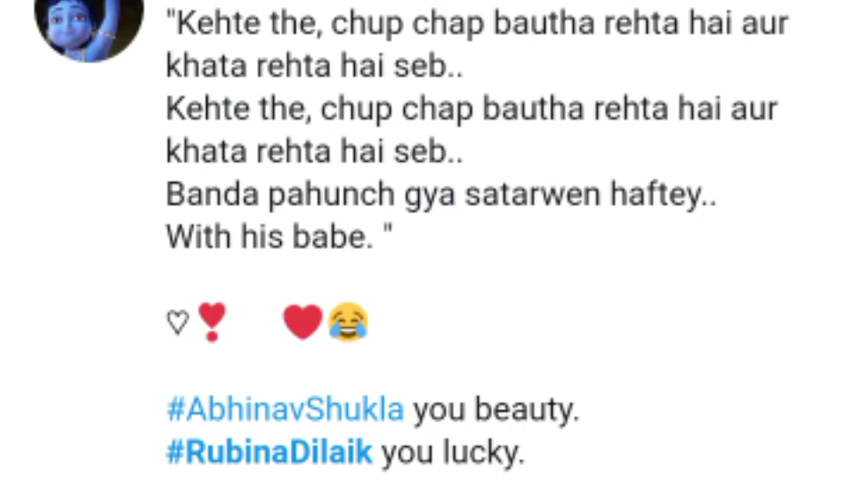 "Kehte the, chup chap bautha rehta hai aur
khata rehta hai seb..
Kehte the, chup chap bautha rehta hai aur
khata rehta hai seb..
Banda pahunch gya satarwen haftey..
With his babe. "
♡❣️ ❤️😂
#AbhinavShukla you beauty.
#RubinaDilaik you lucky.